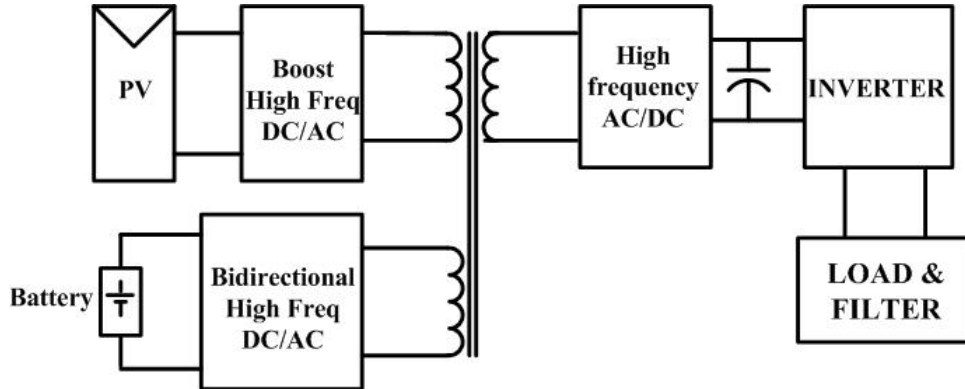 PV
Boost
High Freq
DC/AC
High
frequency
AC/DC
INVERTER
Battery
Bidirectional
High Freq
DC/AC
LOAD &
FILTER